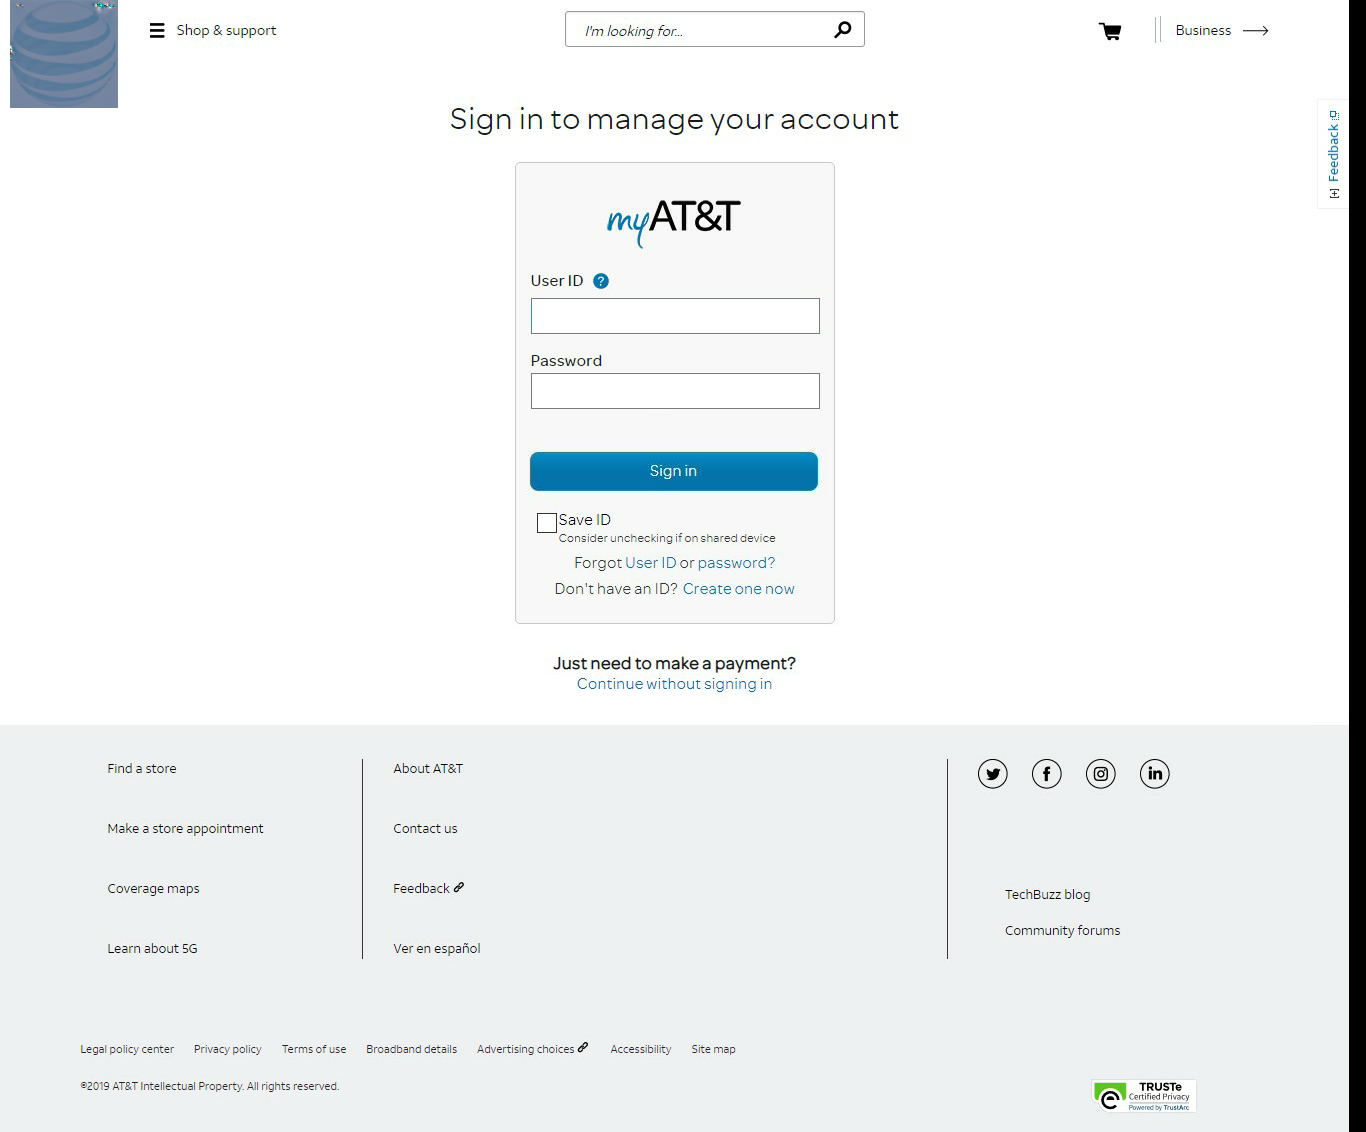 Shop & support
I'm looking for...
Business
Feedback
Sign in to manage your account
myAT&T
User ID ?
Password
Sign in
Save ID
Consider unchecking if on shared device
Forgot User ID or password?
Don't have an ID? Create one now
Just need to make a payment?
Continue without signing in
Find a store
Make a store appointment
Coverage maps
Learn about 5G
About AT&T
Contact us
Feedback
Ver en español
TechBuzz blog
Community forums
Legal policy center Privacy policy Terms of use Broadband details Advertising choices Accessibility Site map
©2019 AT&T Intellectual Property. All rights reserved.
TRUSTe
Certified Privacy
Powered by TrustArc